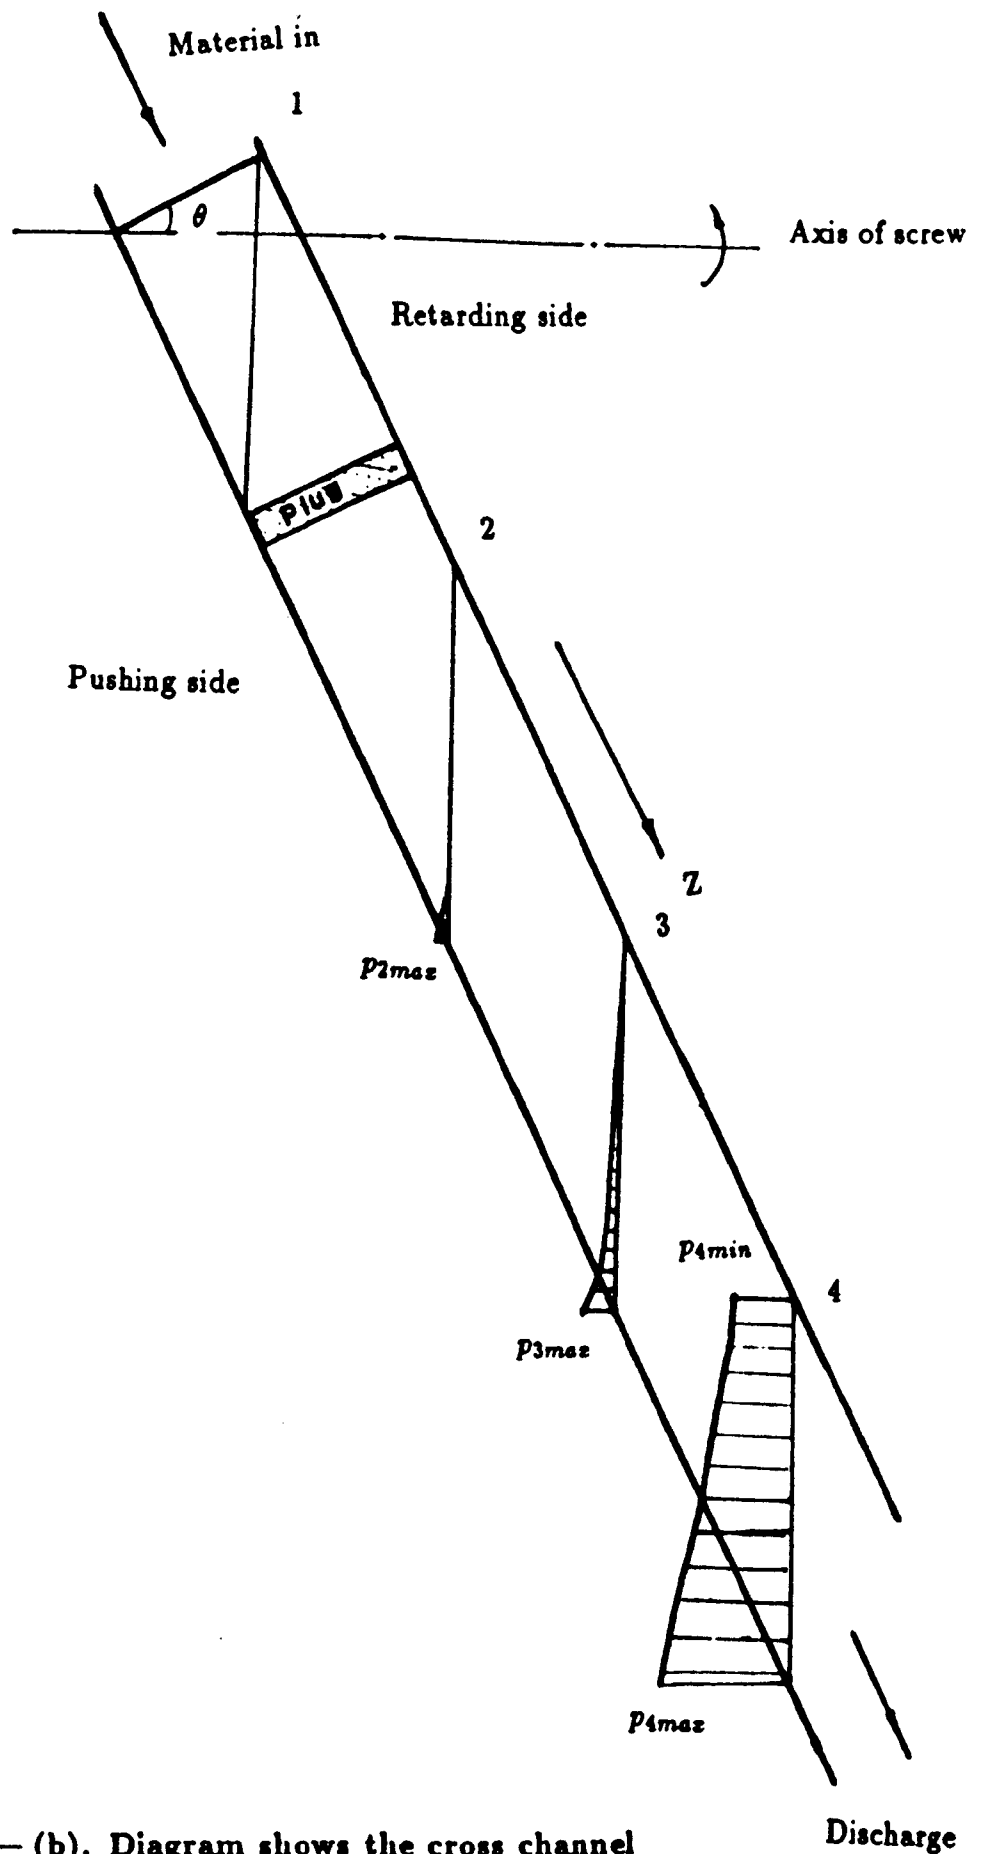 Material in
1
θ
Axis of screw
Retarding side
2
Pushing side
Z
3
p2max
p4min
4
p3max
p4max
Discharge
— (b). Diagram shows the cross channel